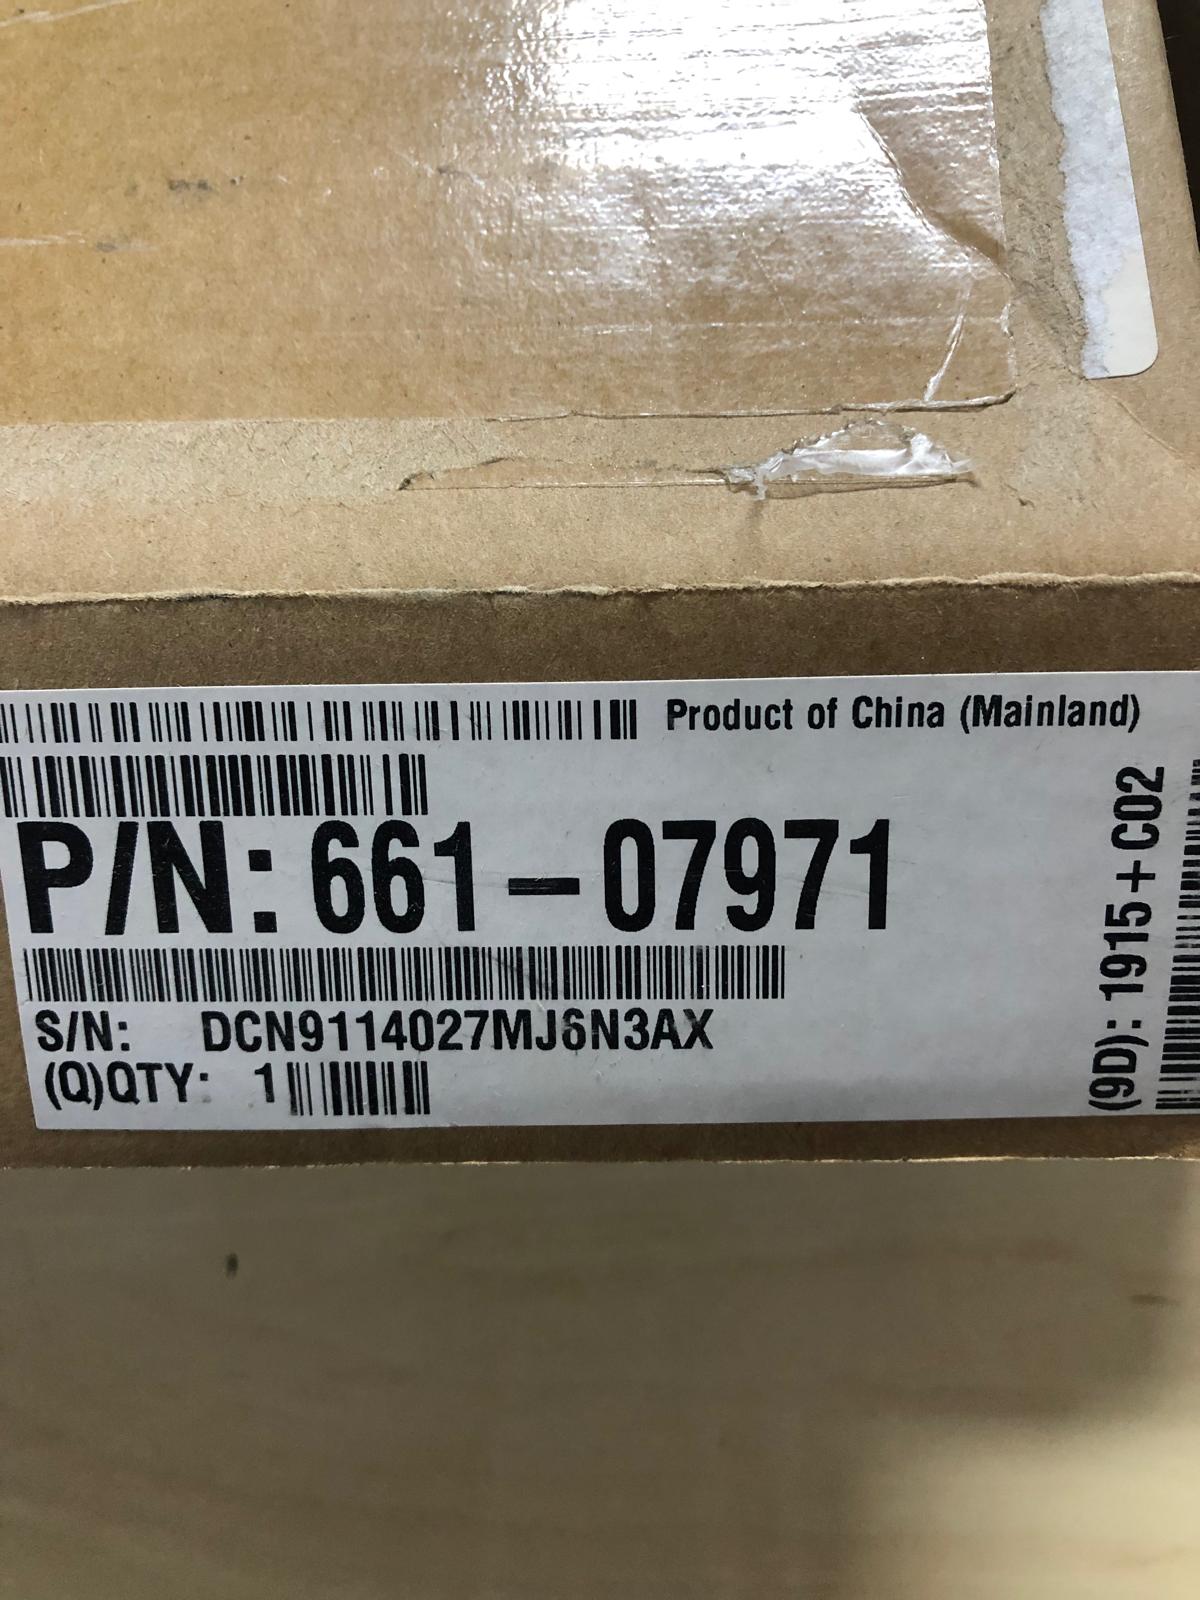 Product of China (Mainland)
P/N: 661-07971
S/N: DCN9114027MJ6N3AX
(Q)QTY: 1
(9D): 1915+C02